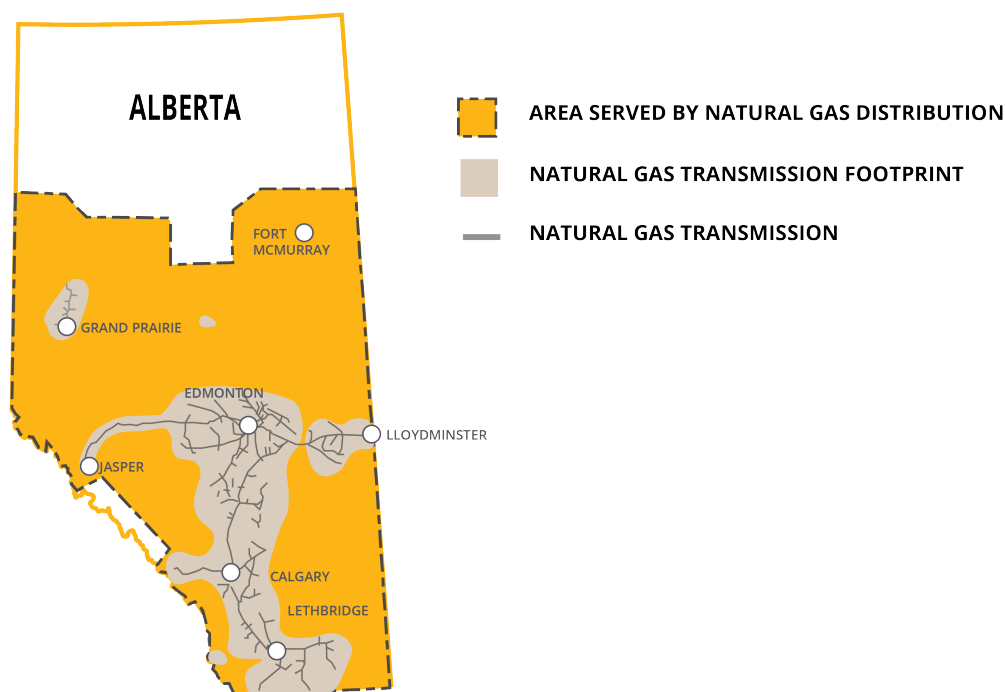 ALBERTA
AREA SERVED BY NATURAL GAS DISTRIBUTION
NATURAL GAS TRANSMISSION FOOTPRINT
NATURAL GAS TRANSMISSION
FORT
MCMURRAY
GRAND PRAIRIE
EDMONTON
LLOYDMINSTER
JASPER
CALGARY
LETHBRIDGE